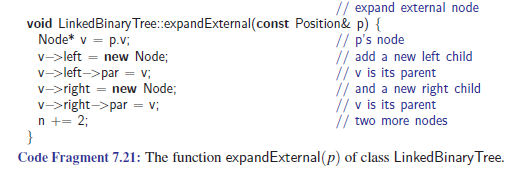 // expand external node
void LinkedBinaryTree::expandExternal(const Position& p) {
Node* v = p.v; // p's node
v−>left = new Node; // add a new left child
v−>left−>par = v; // v is its parent
v−>right = new Node; // and a new right child
v−>right−>par = v; // v is its parent
n += 2; // two more nodes
}
Code Fragment 7.21: The function expandExternal(p) of class LinkedBinaryTree.